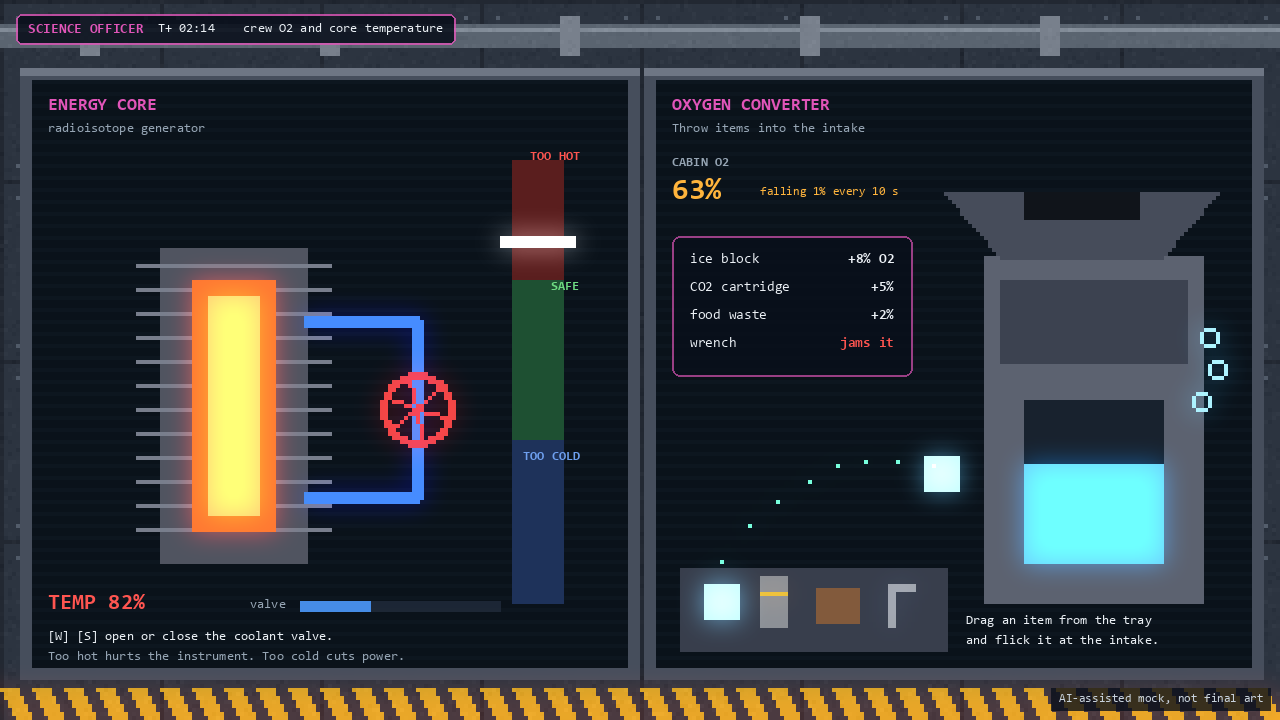 SCIENCE OFFICER T+ 02:14 crew O2 and core temperature
ENERGY CORE
radioisotope generator
TOO HOT
SAFE
TOO COLD
TEMP 82%
valve
[W] [S] open or close the coolant valve.
Too hot hurts the instrument. Too cold cuts power.
OXYGEN CONVERTER
Throw items into the intake
CABIN O2
63% falling 1% every 10 s
ice block +8% O2
CO2 cartridge +5%
food waste +2%
wrench jams it
Drag an item from the tray
and flick it at the intake.
AI-assisted mock, not final art